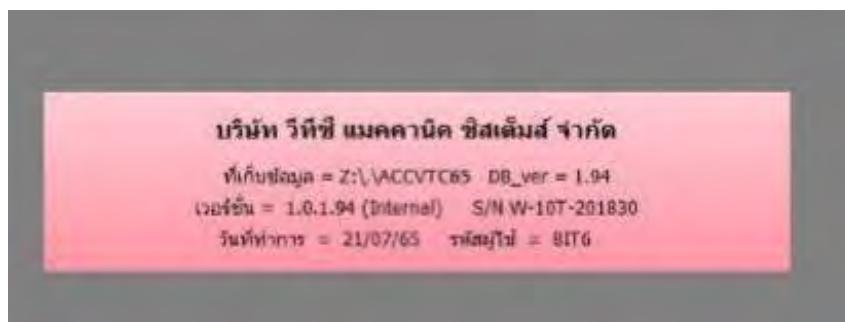 บริษัท วีทีซี แมคคานิค ซิสเต็มส์ จำกัด
ที่เก็บข้อมูล = Z:\.\ACCVTC65 DB_ver = 1.94
เวอร์ชั่น = 1.0.1.94 (Internal) S/N W-10T-201830
วันที่ทำการ = 21/07/65 รหัสผู้ใช้ = BIT6